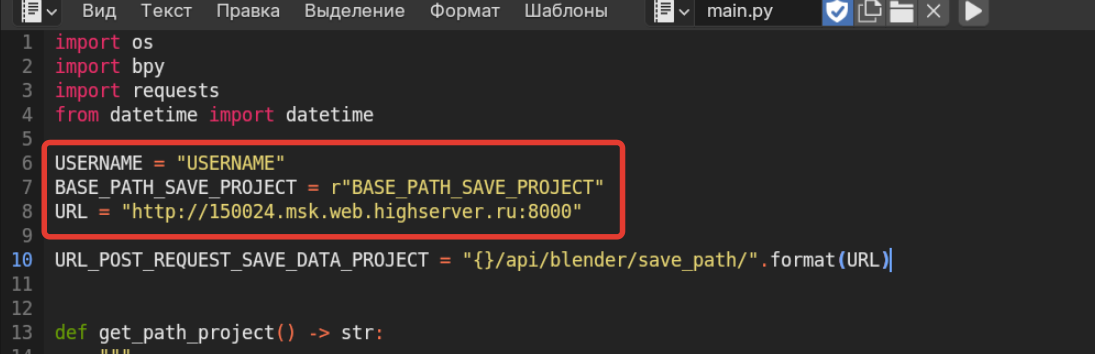 Вид Текст Правка Выделение Формат Шаблоны main.py
1 import os
2 import bpy
3 import requests
4 from datetime import datetime
5
6 USERNAME = "USERNAME"
7 BASE_PATH_SAVE_PROJECT = r"BASE_PATH_SAVE_PROJECT"
8 URL = "http://150024.msk.web.highserver.ru:8000"
9
10 URL_POST_REQUEST_SAVE_DATA_PROJECT = "{}/api/blender/save_path/".format(URL)
11
12
13 def get_path_project() -> str:
14 """